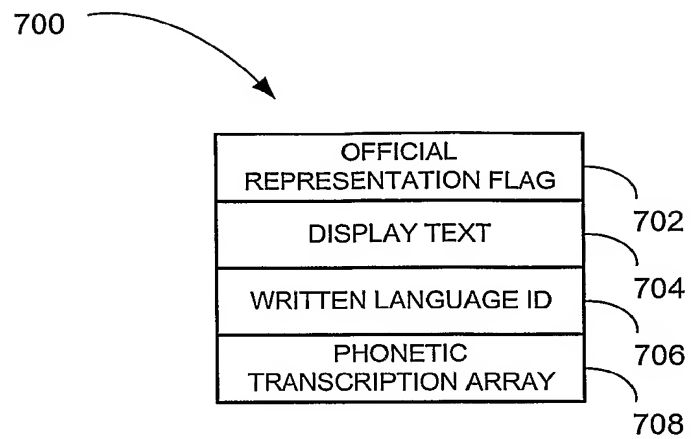 700
OFFICIAL
REPRESENTATION FLAG
702
DISPLAY TEXT
704
WRITTEN LANGUAGE ID
706
PHONETIC
TRANSCRIPTION ARRAY
708